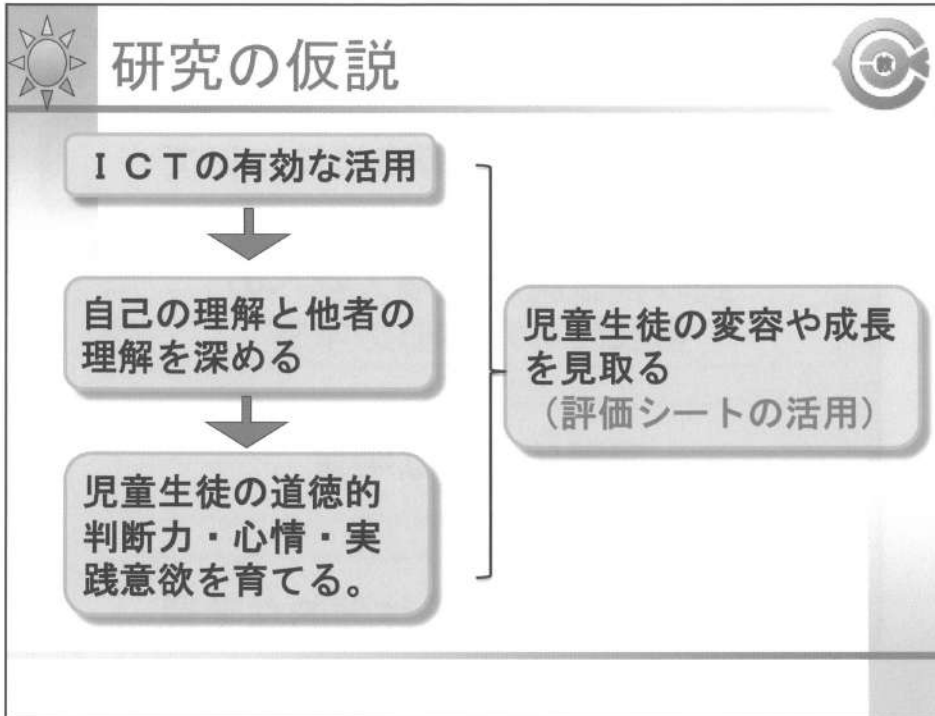 研究の仮説
ＩＣＴの有効な活用
自己の理解と他者の
理解を深める
児童生徒の道徳的
判断力・心情・実
践意欲を育てる。
児童生徒の変容や成長
を見取る
（評価シートの活用）